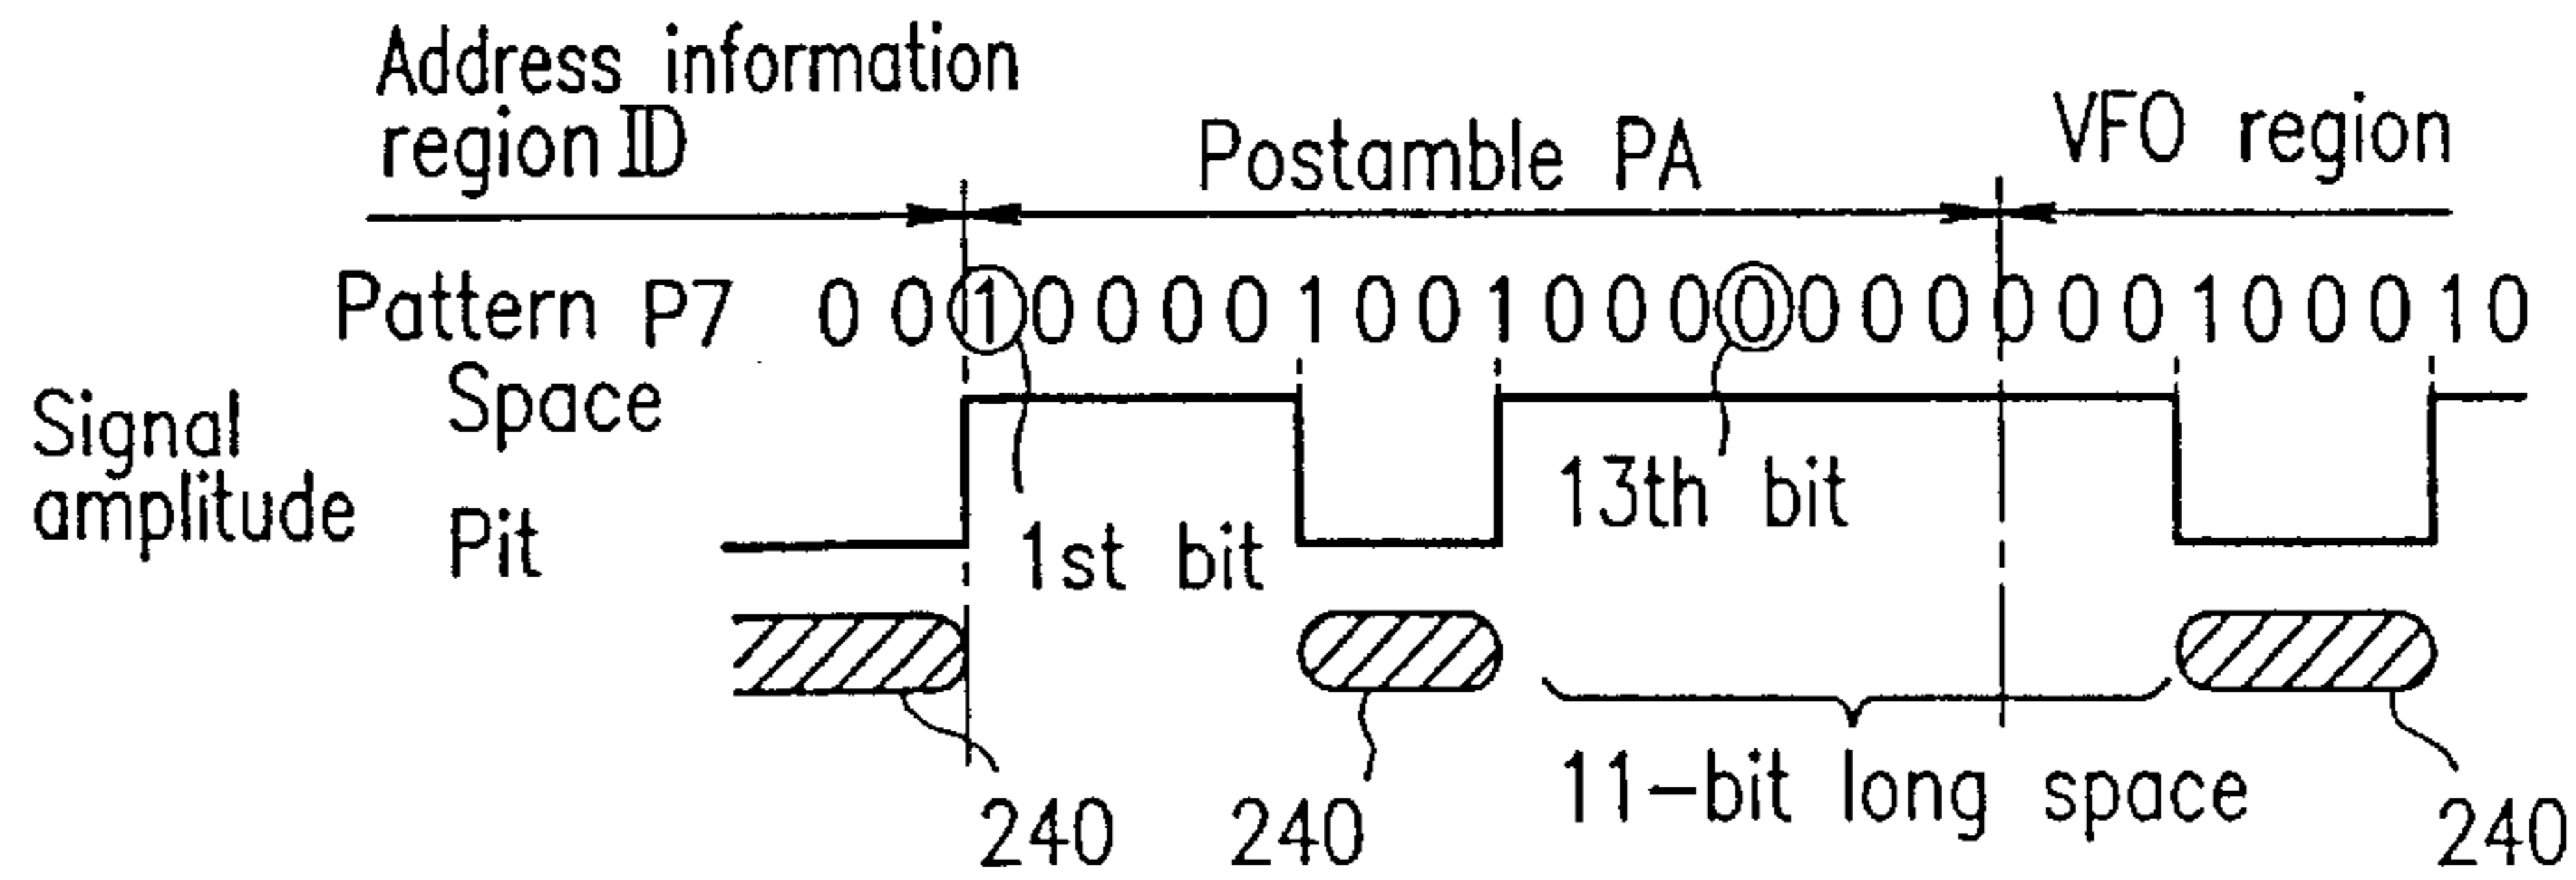 Address information
region ID
Postamble PA
VFO region
Pattern P7 0 0 1 0 0 0 0 1 0 0 1 0 0 0 0 0 0 0 0 0 0 1 0 0 0 1 0
Space
Signal
amplitude
Pit
1st bit
13th bit
11-bit long space
240
240
240